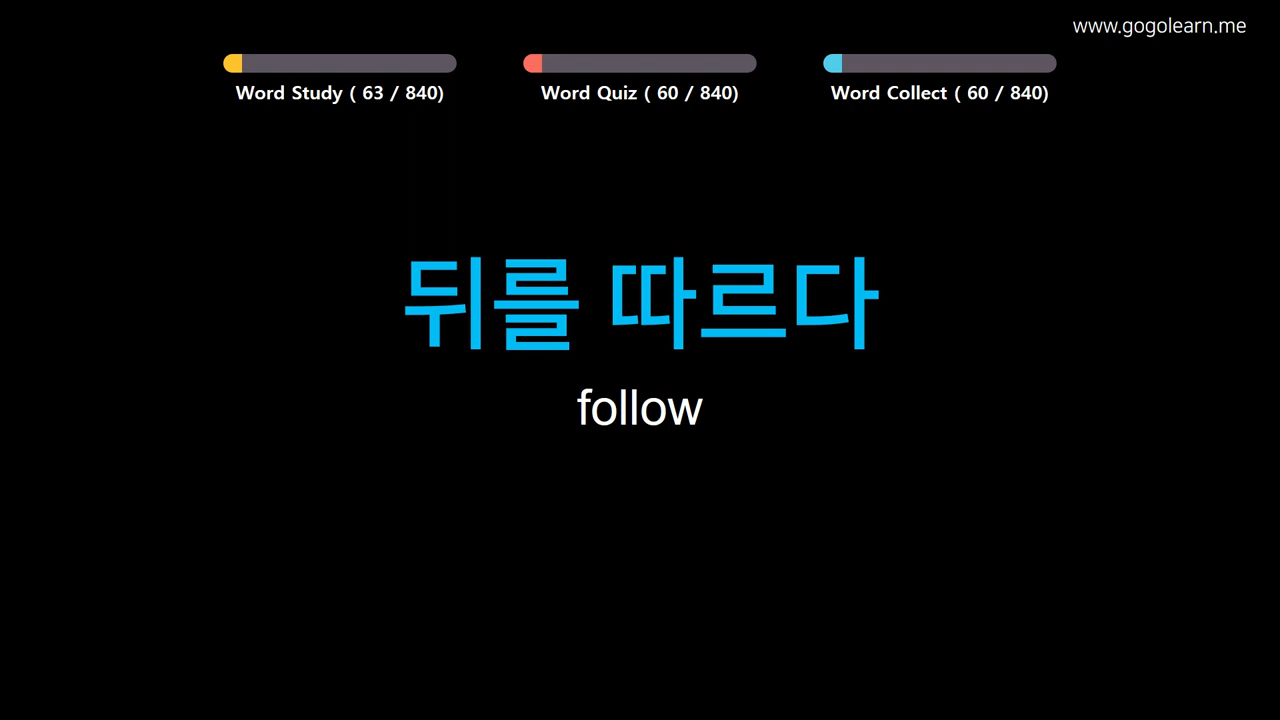 www.gogolearn.me
Word Study ( 63 / 840)
Word Quiz ( 60 / 840)
Word Collect ( 60 / 840)
뒤를 따르다
follow